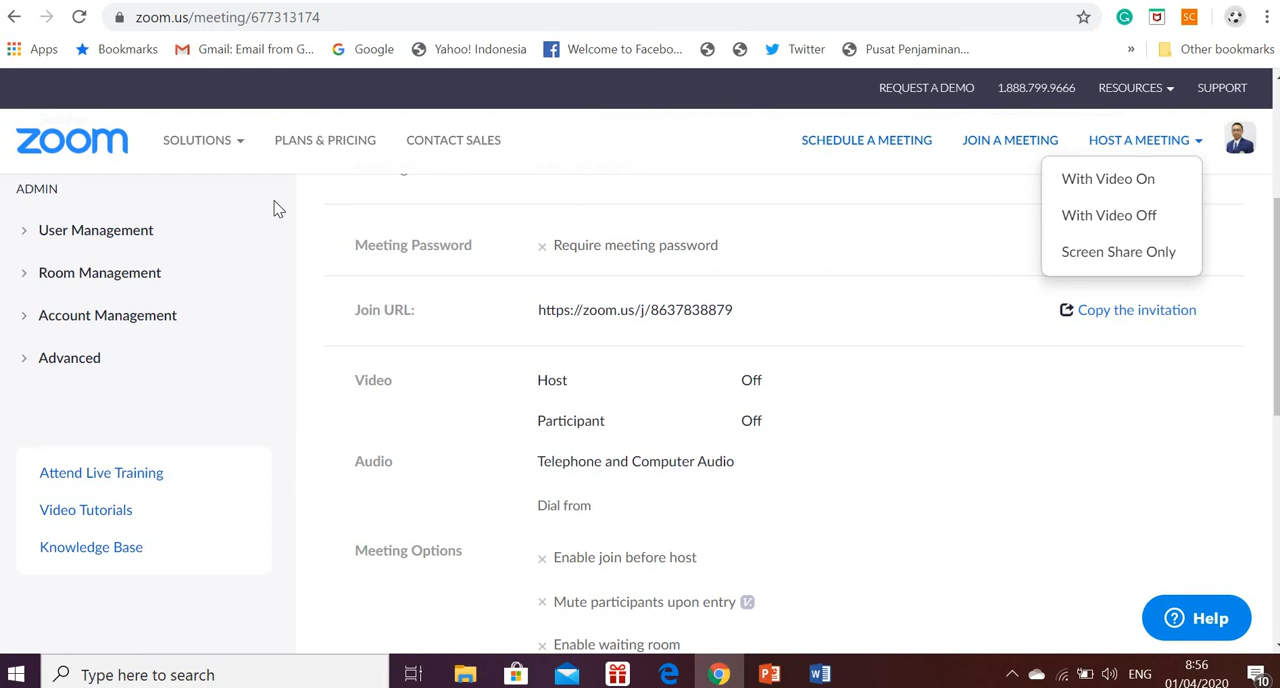 zoom.us/meeting/677313174
SC
Apps Bookmarks Gmail: Email from G... Google Yahoo! Indonesia Welcome to Facebo... Twitter Pusat Penjaminan... » Other bookmarks
REQUEST A DEMO 1.888.799.9666 RESOURCES SUPPORT
zoom SOLUTIONS PLANS & PRICING CONTACT SALES SCHEDULE A MEETING JOIN A MEETING HOST A MEETING
With Video On
With Video Off
Screen Share Only
ADMIN
User Management
Room Management
Account Management
Advanced
Attend Live Training
Video Tutorials
Knowledge Base
Meeting Password × Require meeting password
Join URL: https://zoom.us/j/8637838879 Copy the invitation
Video Host Off
Participant Off
Audio Telephone and Computer Audio
Dial from
Meeting Options × Enable join before host
× Mute participants upon entry
× Enable waiting room
Help
Type here to search
ENG
8:56
01/04/2020
10